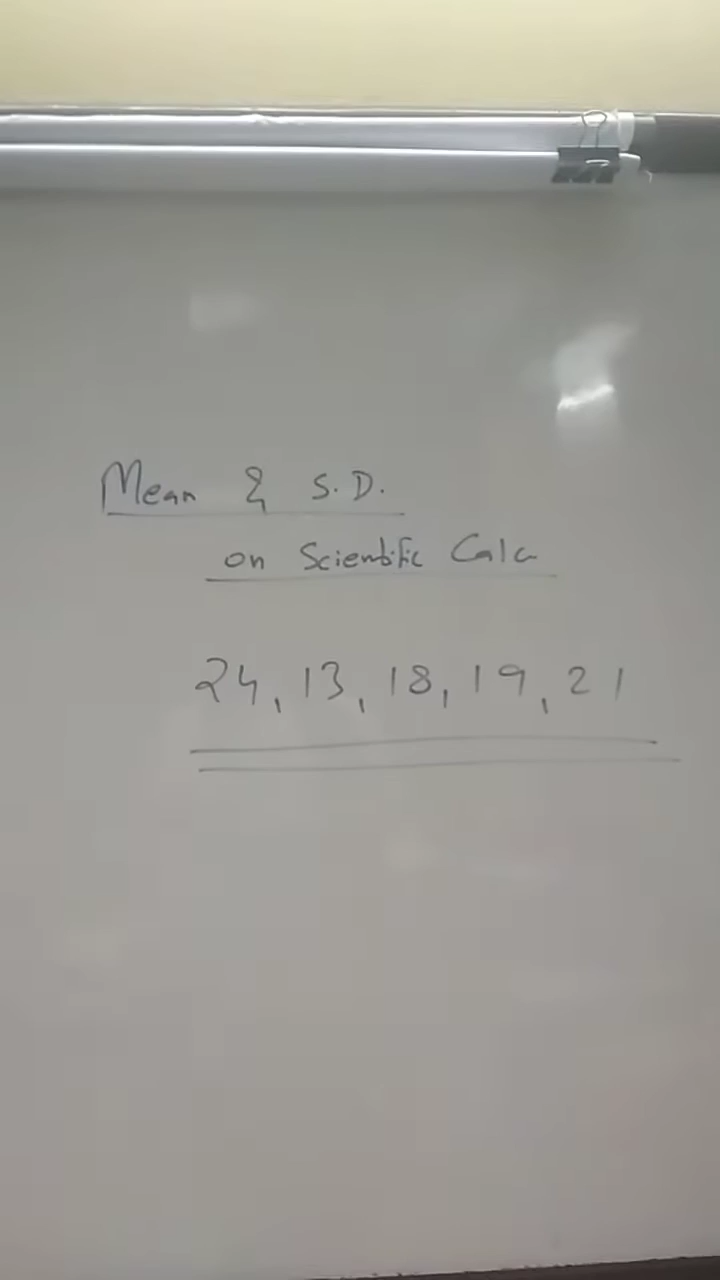 Mean & S.D.
on Scientific Calc
24, 13, 18, 19, 21